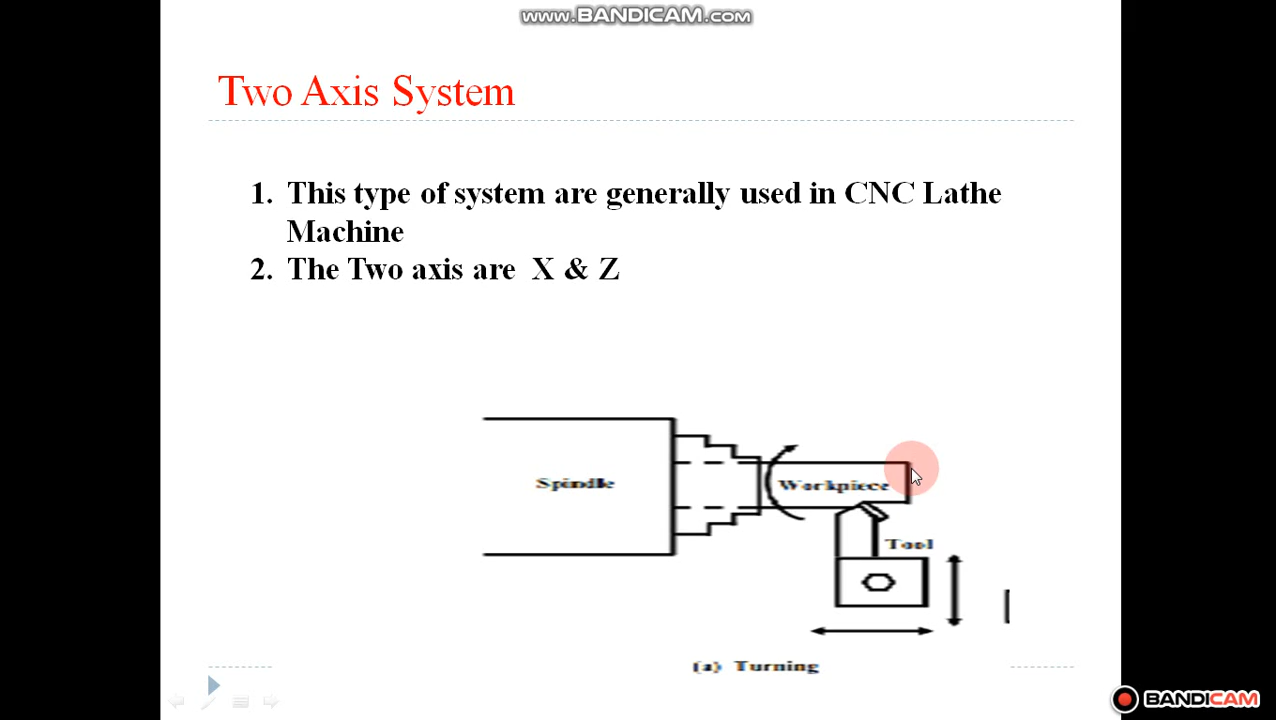 www.BANDICAM.com
Two Axis System
1. This type of system are generally used in CNC Lathe
Machine
2. The Two axis are X & Z
Spindle
Workpiece
Tool
(a) Turning
BANDICAM